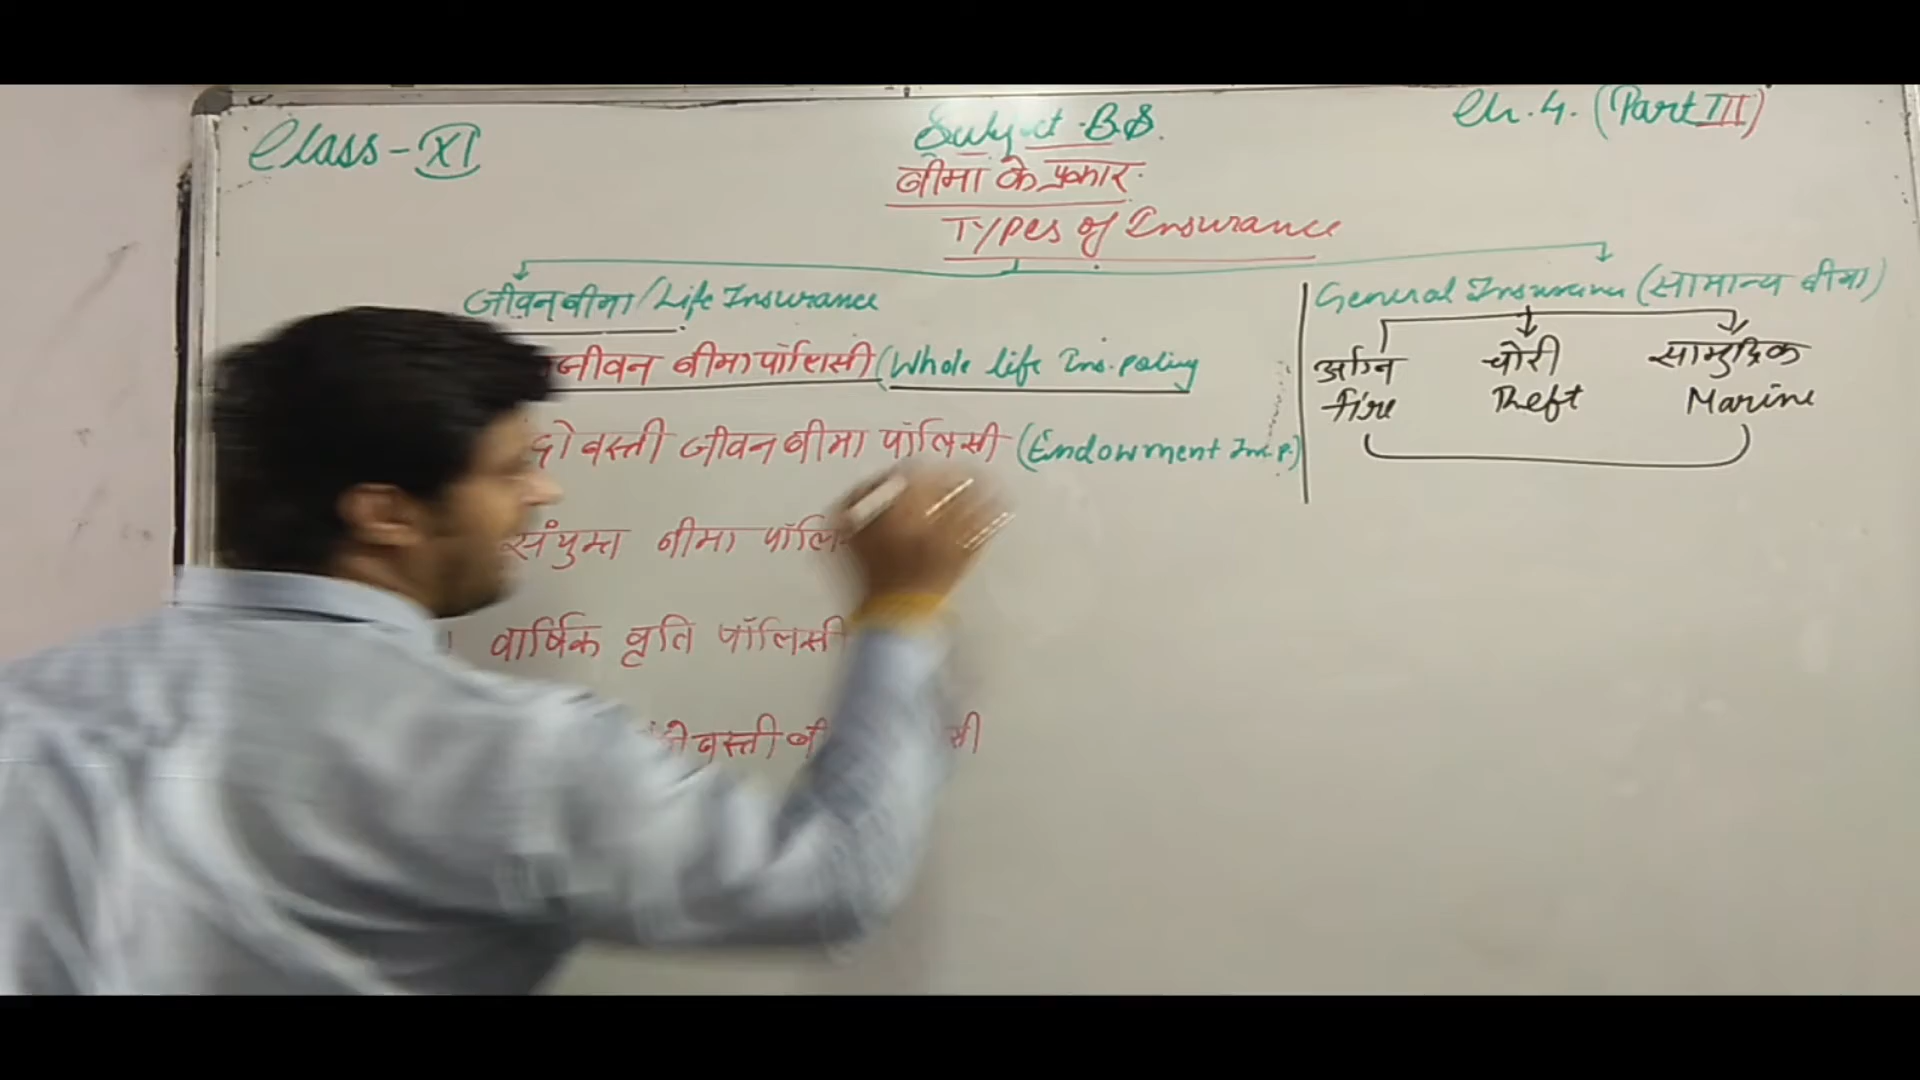 Class - XI
Subject - B.S.
Ch. 4. (Part III)
बीमा के प्रकार
Types of Insurance
जीवन बीमा / Life Insurance
General Insurance (सामान्य बीमा)
जीवन बीमा पॉलिसी (Whole life Ins. policy
अग्नि चोरी सामुद्रिक
Fire Theft Marine
दोवस्ती जीवन बीमा पॉलिसी (Endowment Ins. p.)
संयुक्त बीमा
वार्षिक वृति पॉलिसी